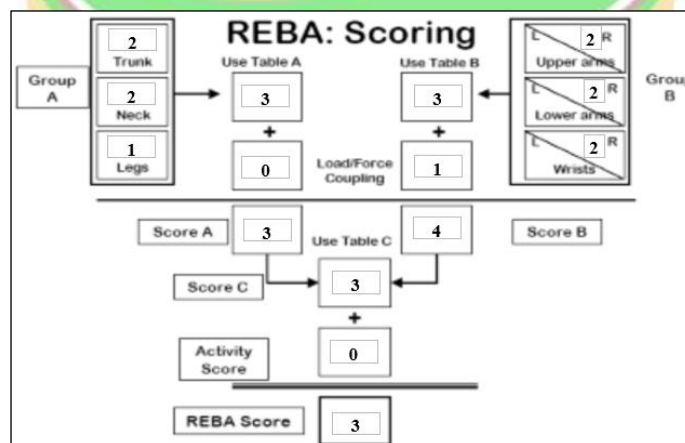 REBA: Scoring
Group A
2
Trunk
2
Neck
1
Legs
Use Table A
3
+
0
Load/Force
Coupling
Use Table B
3
+
1
L 2 R
Upper arms
L 2 R
Lower arms
L 2 R
Wrists
Group B
Score A
3
Use Table C
4
Score B
Score C
3
+
Activity
Score
0
REBA Score
3